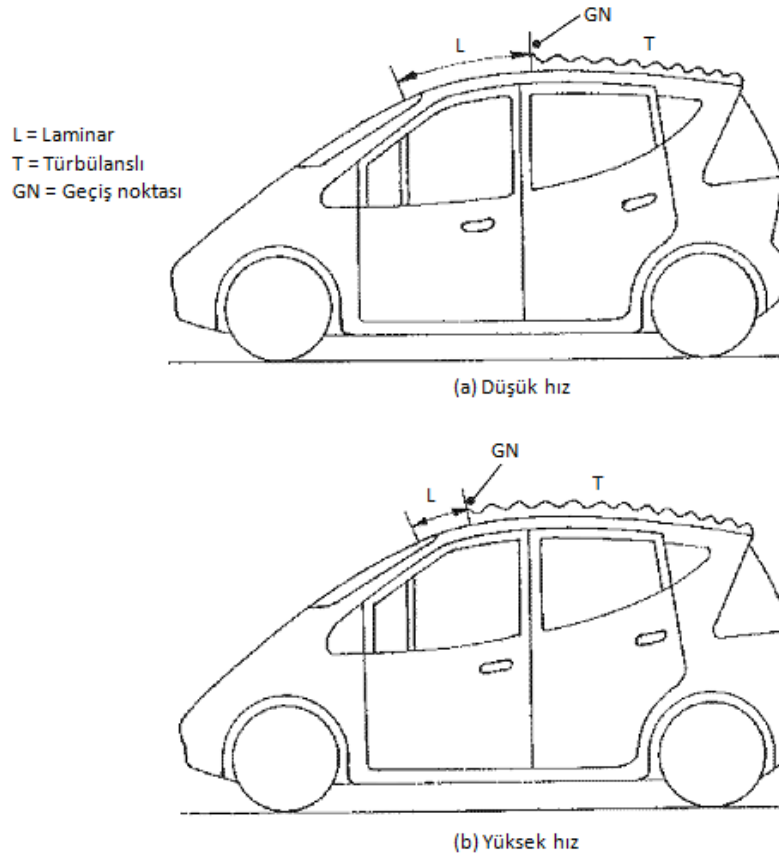 GN
L
T
L = Laminar
T = Türbülanslı
GN = Geçiş noktası
(a) Düşük hız
GN
L
T
(b) Yüksek hız